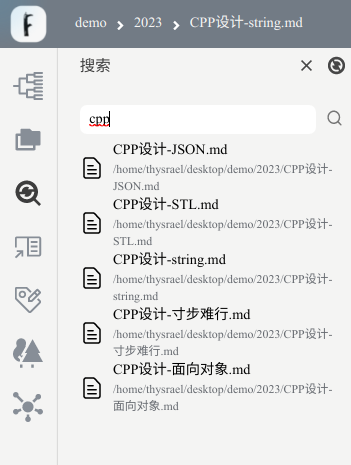 demo > 2023 > CPP设计-string.md
搜索
cpp
CPP设计-JSON.md
/home/thysrael/desktop/demo/2023/CPP设计-
JSON.md
CPP设计-STL.md
/home/thysrael/desktop/demo/2023/CPP设计-
STL.md
CPP设计-string.md
/home/thysrael/desktop/demo/2023/CPP设计-
string.md
CPP设计-寸步难行.md
/home/thysrael/desktop/demo/2023/CPP设计-
寸步难行.md
CPP设计-面向对象.md
/home/thysrael/desktop/demo/2023/CPP设计-
面向对象.md